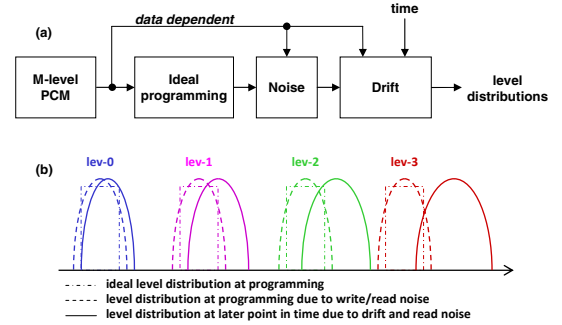 (a)
data dependent
time
M-level
PCM
Ideal
programming
Noise
Drift
level
distributions
(b)
lev-0 lev-1 lev-2 lev-3
ideal level distribution at programming
level distribution at programming due to write/read noise
level distribution at later point in time due to drift and read noise